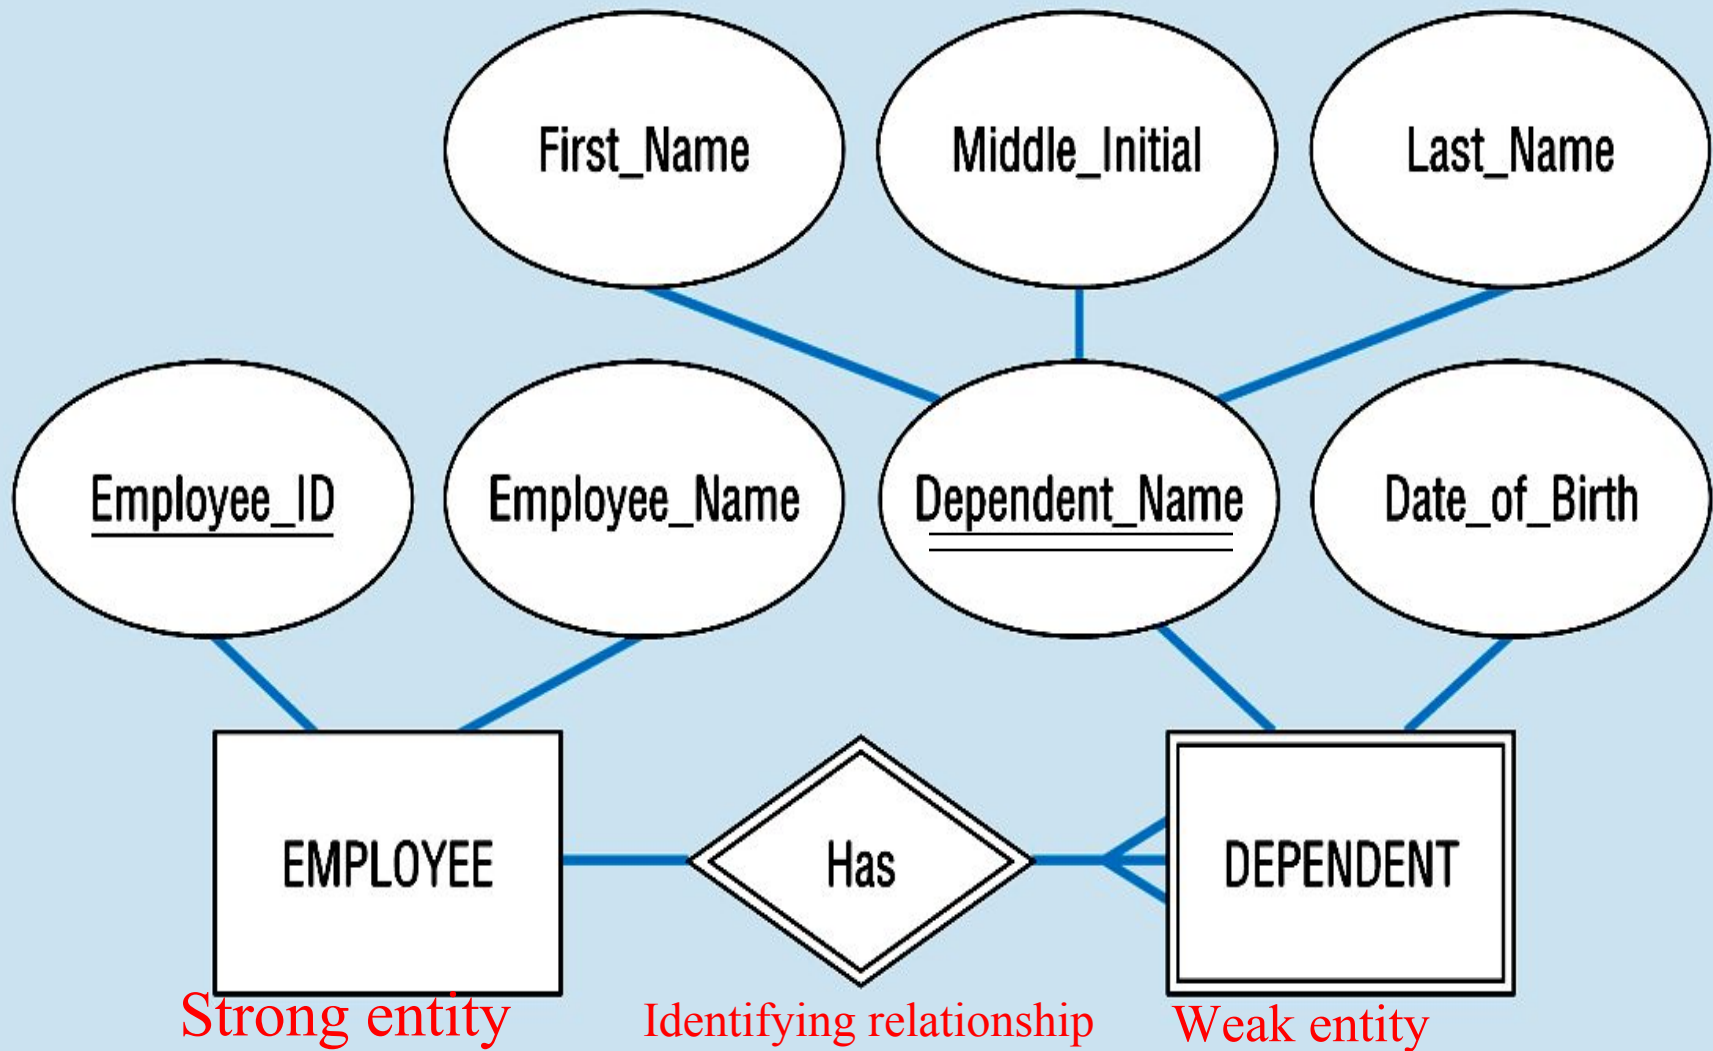 First_Name
Middle_Initial
Last_Name
Employee_ID
Employee_Name
Dependent_Name
Date_of_Birth
EMPLOYEE
Has
DEPENDENT
Strong entity
Identifying relationship
Weak entity